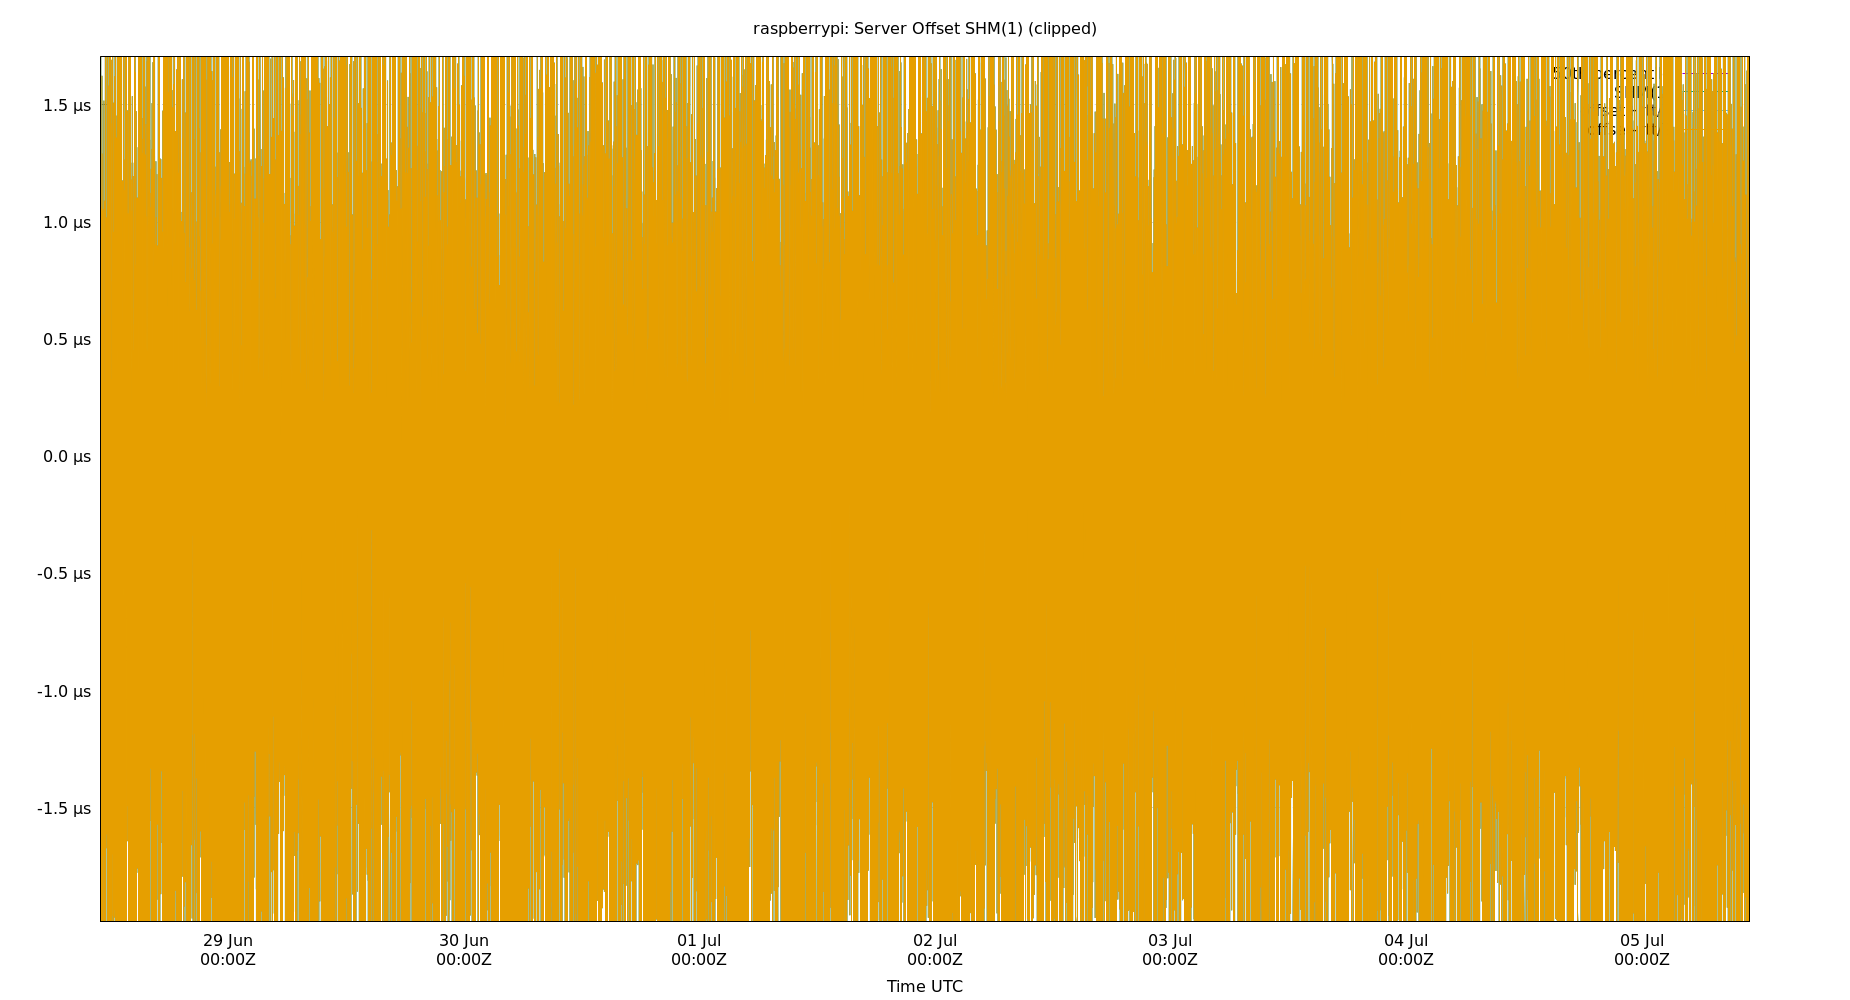 raspberrypi: Server Offset SHM(1) (clipped)
1.5 µs
1.0 µs
0.5 µs
0.0 µs
-0.5 µs
-1.0 µs
-1.5 µs
29 Jun
00:00Z
30 Jun
00:00Z
01 Jul
00:00Z
02 Jul
00:00Z
03 Jul
00:00Z
04 Jul
00:00Z
05 Jul
00:00Z
Time UTC